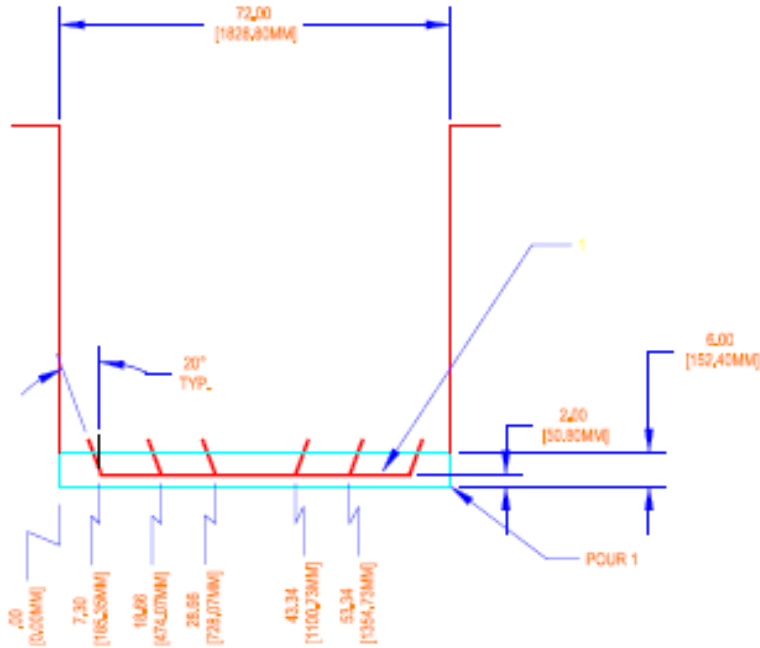 72.00
[1828.80MM]
1
6.00
[152.40MM]
20°
TYP.
2.00
[50.80MM]
POUR 1
.00
[0.00MM]
7.30
[185.35MM]
18.66
[474.07MM]
28.66
[728.07MM]
43.34
[1100.73MM]
53.34
[1354.73MM]